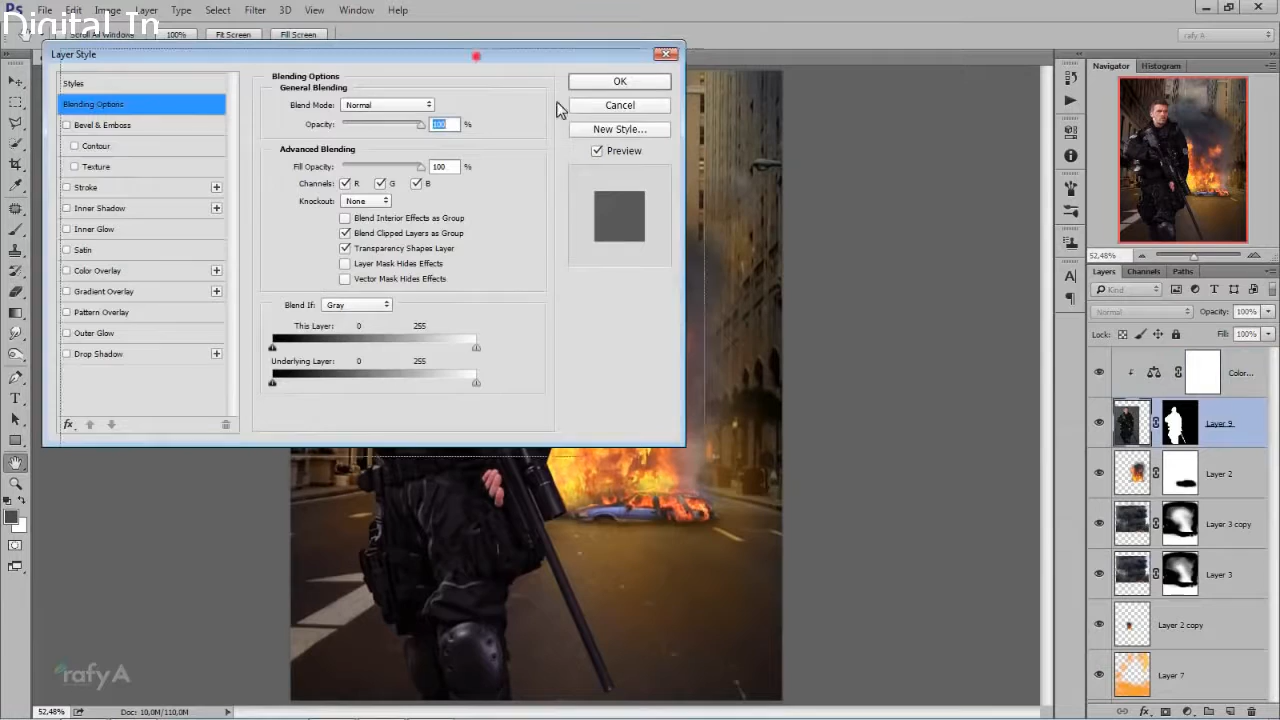 Ps File Edit Image Layer Type Select Filter 3D View Window Help
Digital In
Scroll All Windows 100% Fit Screen Fill Screen rafy A
Layer Style
Styles
Blending Options
Bevel & Emboss
Contour
Texture
Stroke
Inner Shadow
Inner Glow
Satin
Color Overlay
Gradient Overlay
Pattern Overlay
Outer Glow
Drop Shadow
fx
Blending Options
General Blending
Blend Mode: Normal
Opacity: 100 %
Advanced Blending
Fill Opacity: 100 %
Channels: R G B
Knockout: None
Blend Interior Effects as Group
Blend Clipped Layers as Group
Transparency Shapes Layer
Layer Mask Hides Effects
Vector Mask Hides Effects
Blend If: Gray
This Layer: 0 255
Underlying Layer: 0 255
OK
Cancel
New Style...
Preview
Navigator Histogram
52,48%
Layers Channels Paths
Kind
Normal Opacity: 100%
Lock: Fill: 100%
Color...
Layer 9
Layer 2
Layer 3 copy
Layer 3
Layer 2 copy
Layer 7
fx
rafy A
52,48% Doc: 10,0M/110,0M